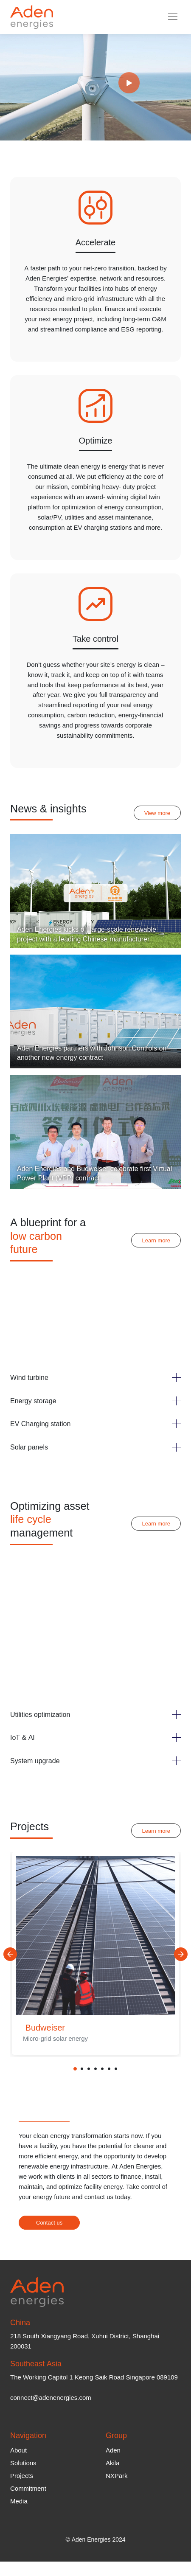 Aden
energies
Accelerate
A faster path to your net-zero transition, backed by
Aden Energies' expertise, network and resources.
Transform your facilities into hubs of energy
efficiency and micro-grid infrastructure with all the
resources needed to plan, finance and execute
your next energy project, including long-term O&M
and streamlined compliance and ESG reporting.
Optimize
The ultimate clean energy is energy that is never
consumed at all. We put efficiency at the core of
our mission, combining heavy- duty project
experience with an award- winning digital twin
platform for optimization of energy consumption,
solar/PV, utilities and asset maintenance,
consumption at EV charging stations and more.
Take control
Don't guess whether your site's energy is clean –
know it, track it, and keep on top of it with teams
and tools that keep performance at its best, year
after year. We give you full transparency and
streamlined reporting of your real energy
consumption, carbon reduction, energy-financial
savings and progress towards corporate
sustainability commitments.
News & insights
View more
Aden
energies
large-scale renewable
project with a leading Chinese manufacturer
Aden
energies
Aden Energies partners with Johnson Controls on
another new energy contract
Budweiser
Aden
Aden Energies and Budweiser celebrate first Virtual
Power Plant (VPP) contract
A blueprint for a
low carbon
future
Learn more
Wind turbine
Energy storage
EV Charging station
Solar panels
Optimizing asset
life cycle
management
Learn more
Utilities optimization
IoT & AI
System upgrade
Projects
Learn more
Budweiser
Micro-grid solar energy
Your clean energy transformation starts now. If you
have a facility, you have the potential for cleaner and
more efficient energy, and the opportunity to develop
renewable energy infrastructure. At Aden Energies,
we work with clients in all sectors to finance, install,
maintain, and optimize facility energy. Take control of
your energy future and contact us today.
Contact us
Aden
energies
China
218 South Xiangyang Road, Xuhui District, Shanghai
200031
Southeast Asia
The Working Capitol 1 Keong Saik Road Singapore 089109
connect@adenenergies.com
Navigation
Group
About
Aden
Solutions
Akila
Projects
NXPark
Commitment
Media
© Aden Energies 2024